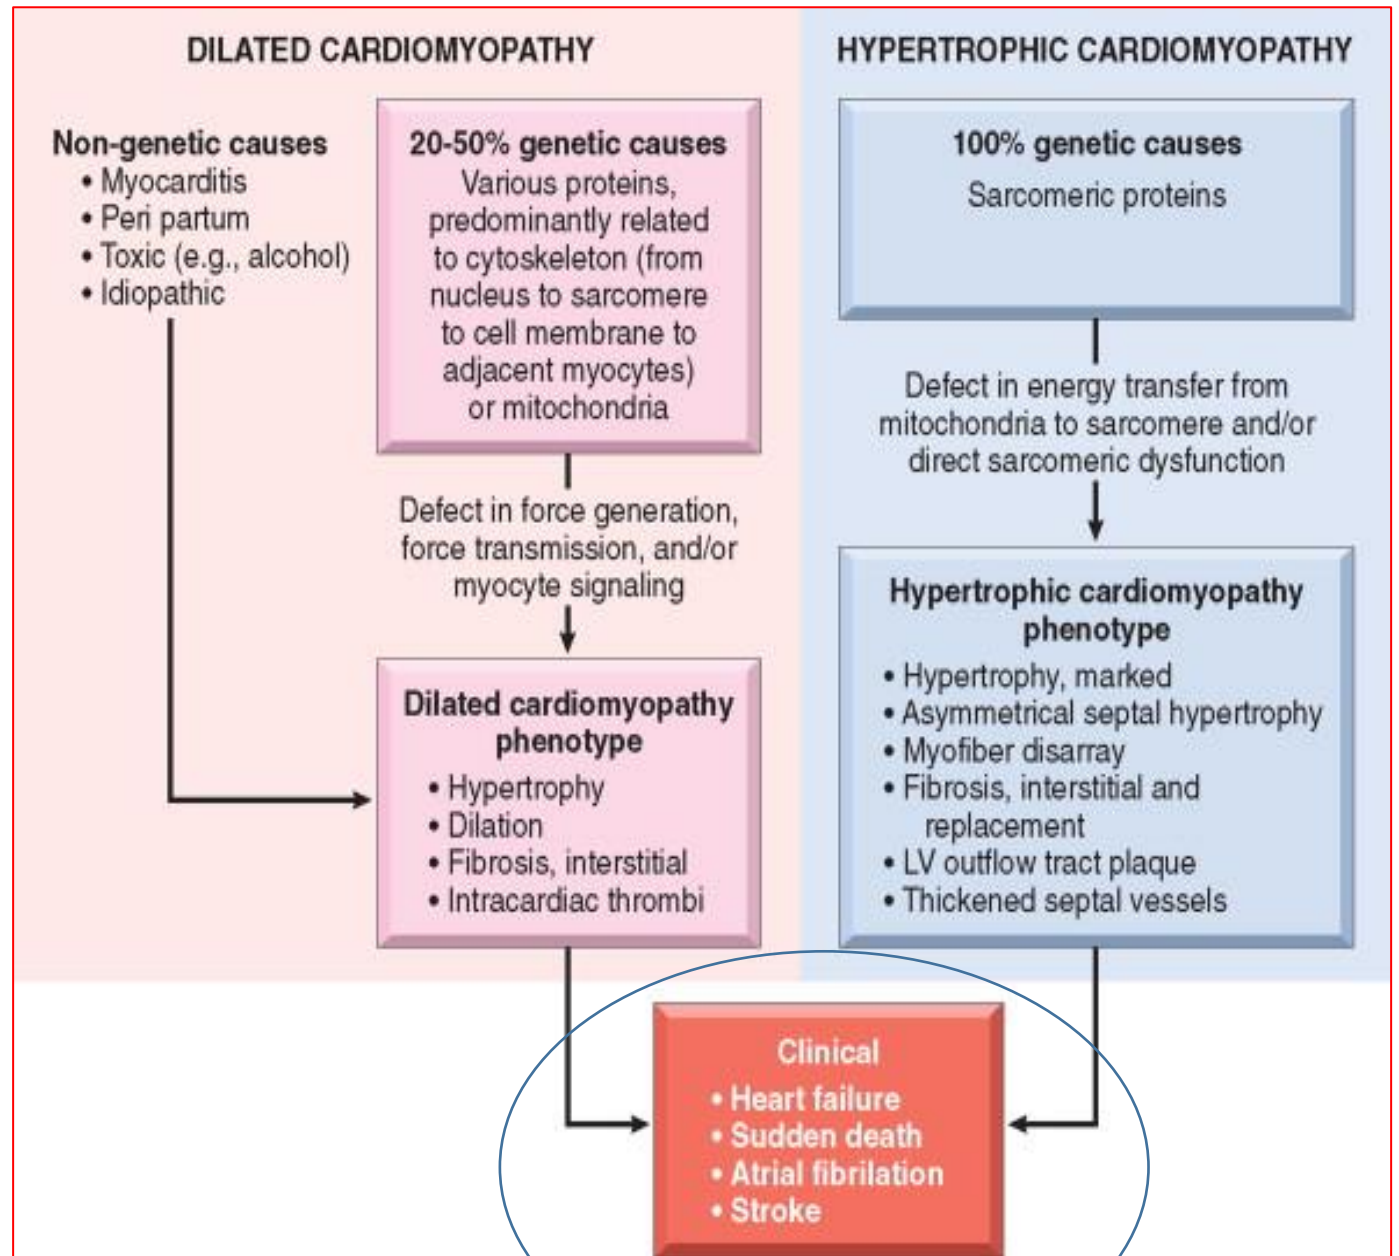 DILATED CARDIOMYOPATHY
Non-genetic causes
• Myocarditis
• Peri partum
• Toxic (e.g., alcohol)
• Idiopathic
20-50% genetic causes
Various proteins,
predominantly related
to cytoskeleton (from
nucleus to sarcomere
to cell membrane to
adjacent myocytes)
or mitochondria
Defect in force generation,
force transmission, and/or
myocyte signaling
Dilated cardiomyopathy
phenotype
• Hypertrophy
• Dilation
• Fibrosis, interstitial
• Intracardiac thrombi
HYPERTROPHIC CARDIOMYOPATHY
100% genetic causes
Sarcomeric proteins
Defect in energy transfer from
mitochondria to sarcomere and/or
direct sarcomeric dysfunction
Hypertrophic cardiomyopathy
phenotype
• Hypertrophy, marked
• Asymmetrical septal hypertrophy
• Myofiber disarray
• Fibrosis, interstitial and
replacement
• LV outflow tract plaque
• Thickened septal vessels
Clinical
• Heart failure
• Sudden death
• Atrial fibrilation
• Stroke